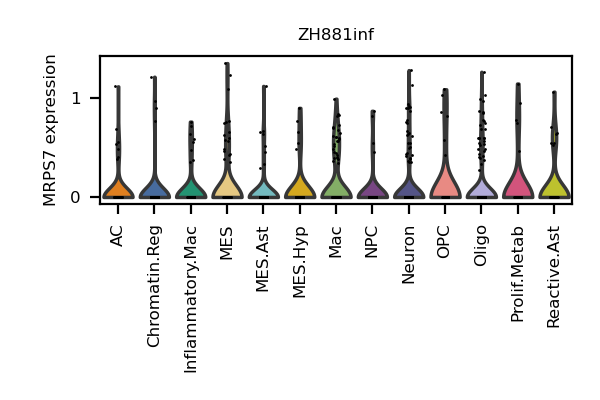 ZH881inf
MRPS7 expression
1
0
AC
Chromatin.Reg
Inflammatory.Mac
MES
MES.Ast
MES.Hyp
Mac
NPC
Neuron
OPC
Oligo
Prolif.Metab
Reactive.Ast